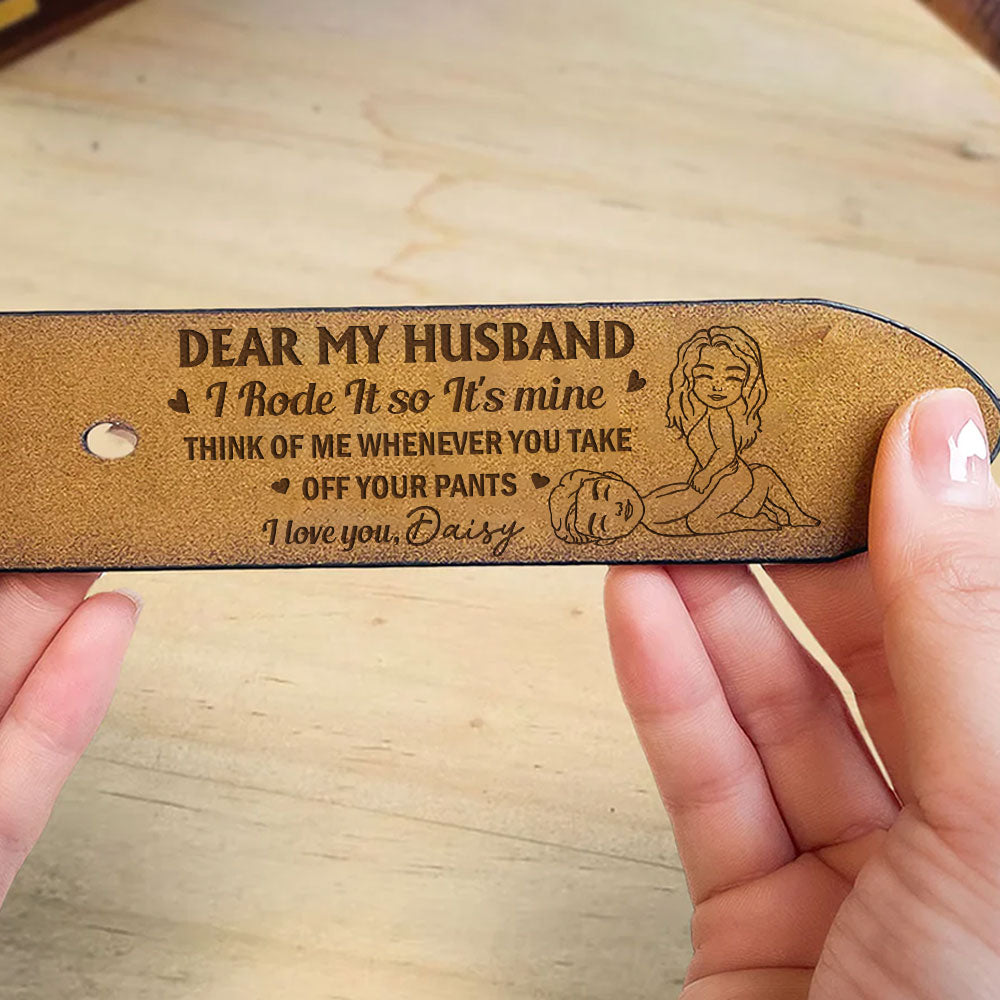 DEAR MY HUSBAND
I Rode It so It's mine
THINK OF ME WHENEVER YOU TAKE
OFF YOUR PANTS
I love you, Daisy